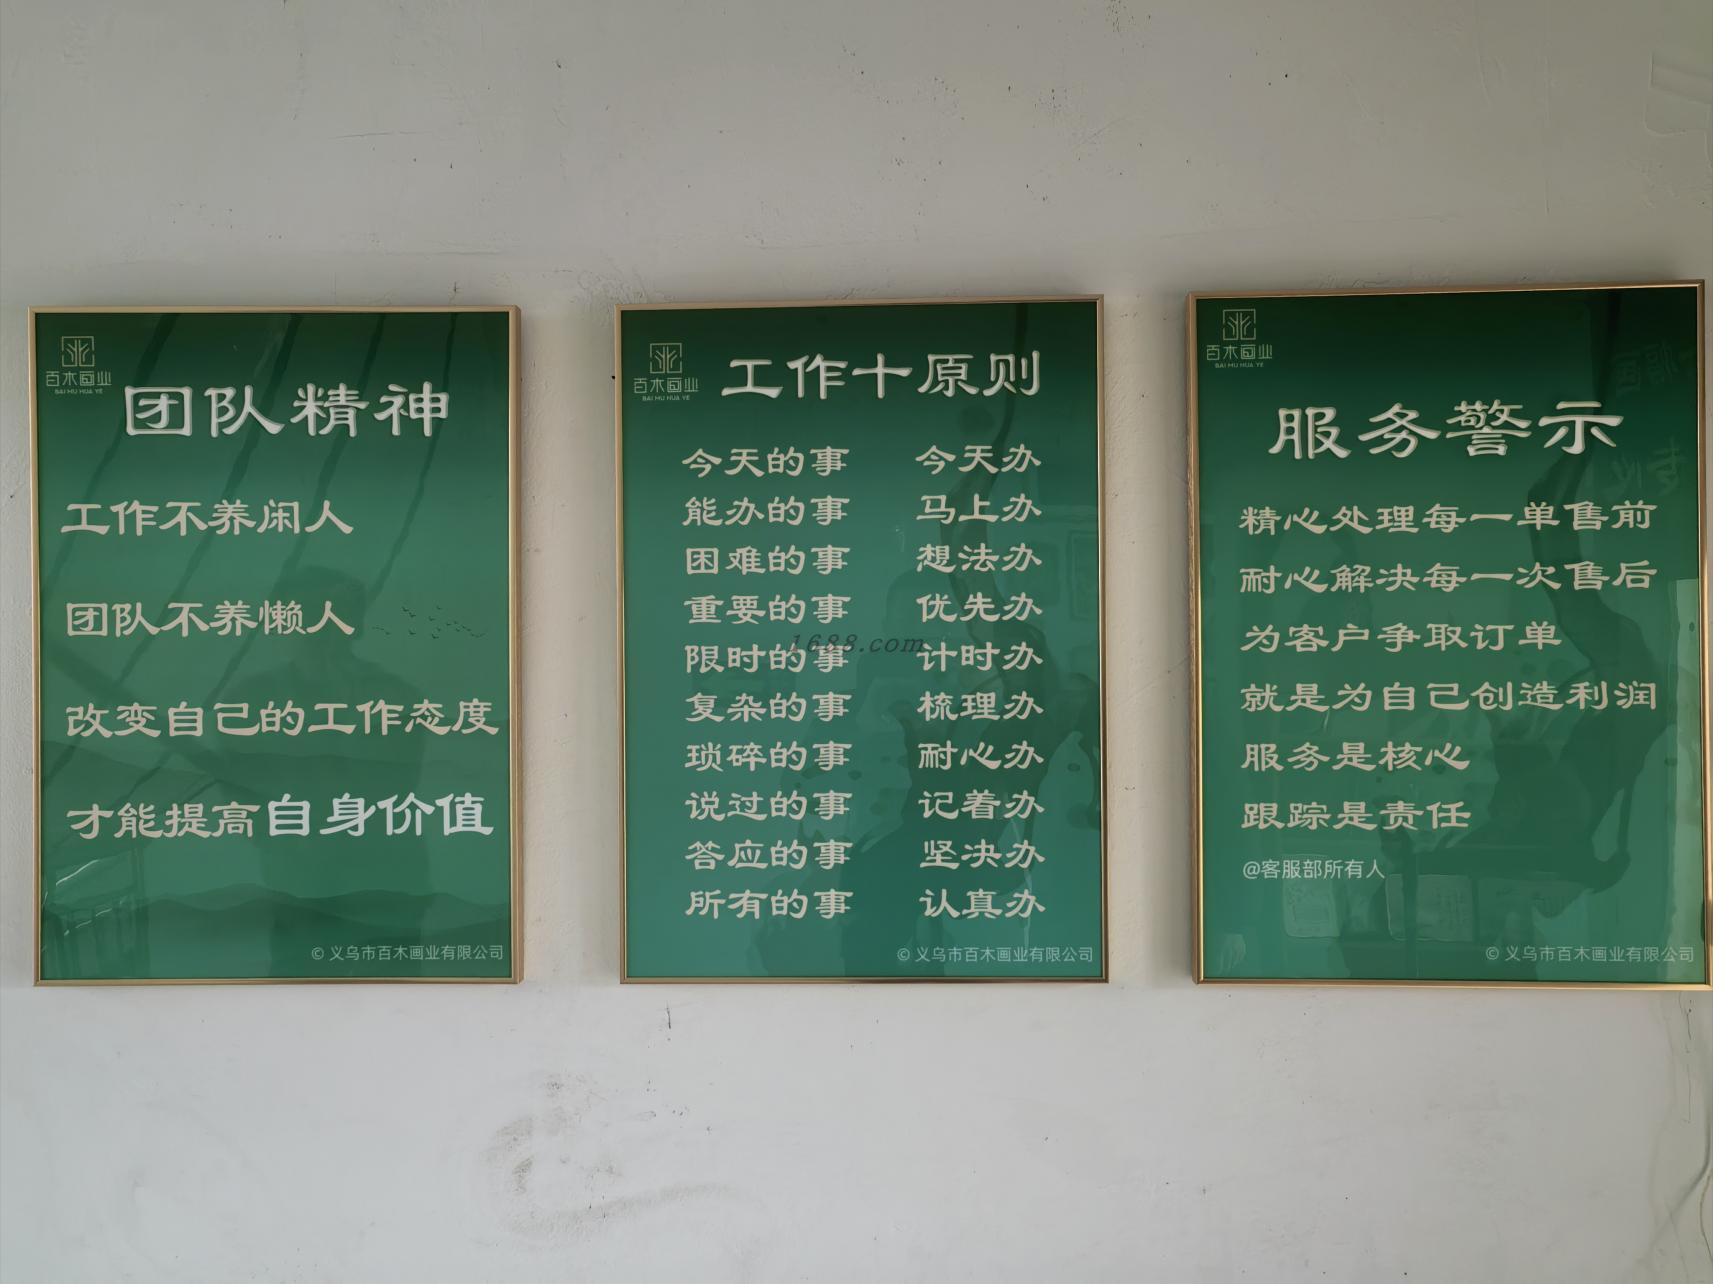 百木画业
BAI MU HUA YE
团队精神
工作不养闲人
团队不养懒人
改变自己的工作态度
才能提高自身价值
© 义乌市百木画业有限公司
百木画业
BAI MU HUA YE
工作十原则
今天的事 今天办
能办的事 马上办
困难的事 想法办
重要的事 优先办
限时的事 计时办
复杂的事 梳理办
琐碎的事 耐心办
说过的事 记着办
答应的事 坚决办
所有的事 认真办
© 义乌市百木画业有限公司
1688.com
百木画业
BAI MU HUA YE
服务警示
精心处理每一单售前
耐心解决每一次售后
为客户争取订单
就是为自己创造利润
服务是核心
跟踪是责任
@客服部所有人
© 义乌市百木画业有限公司